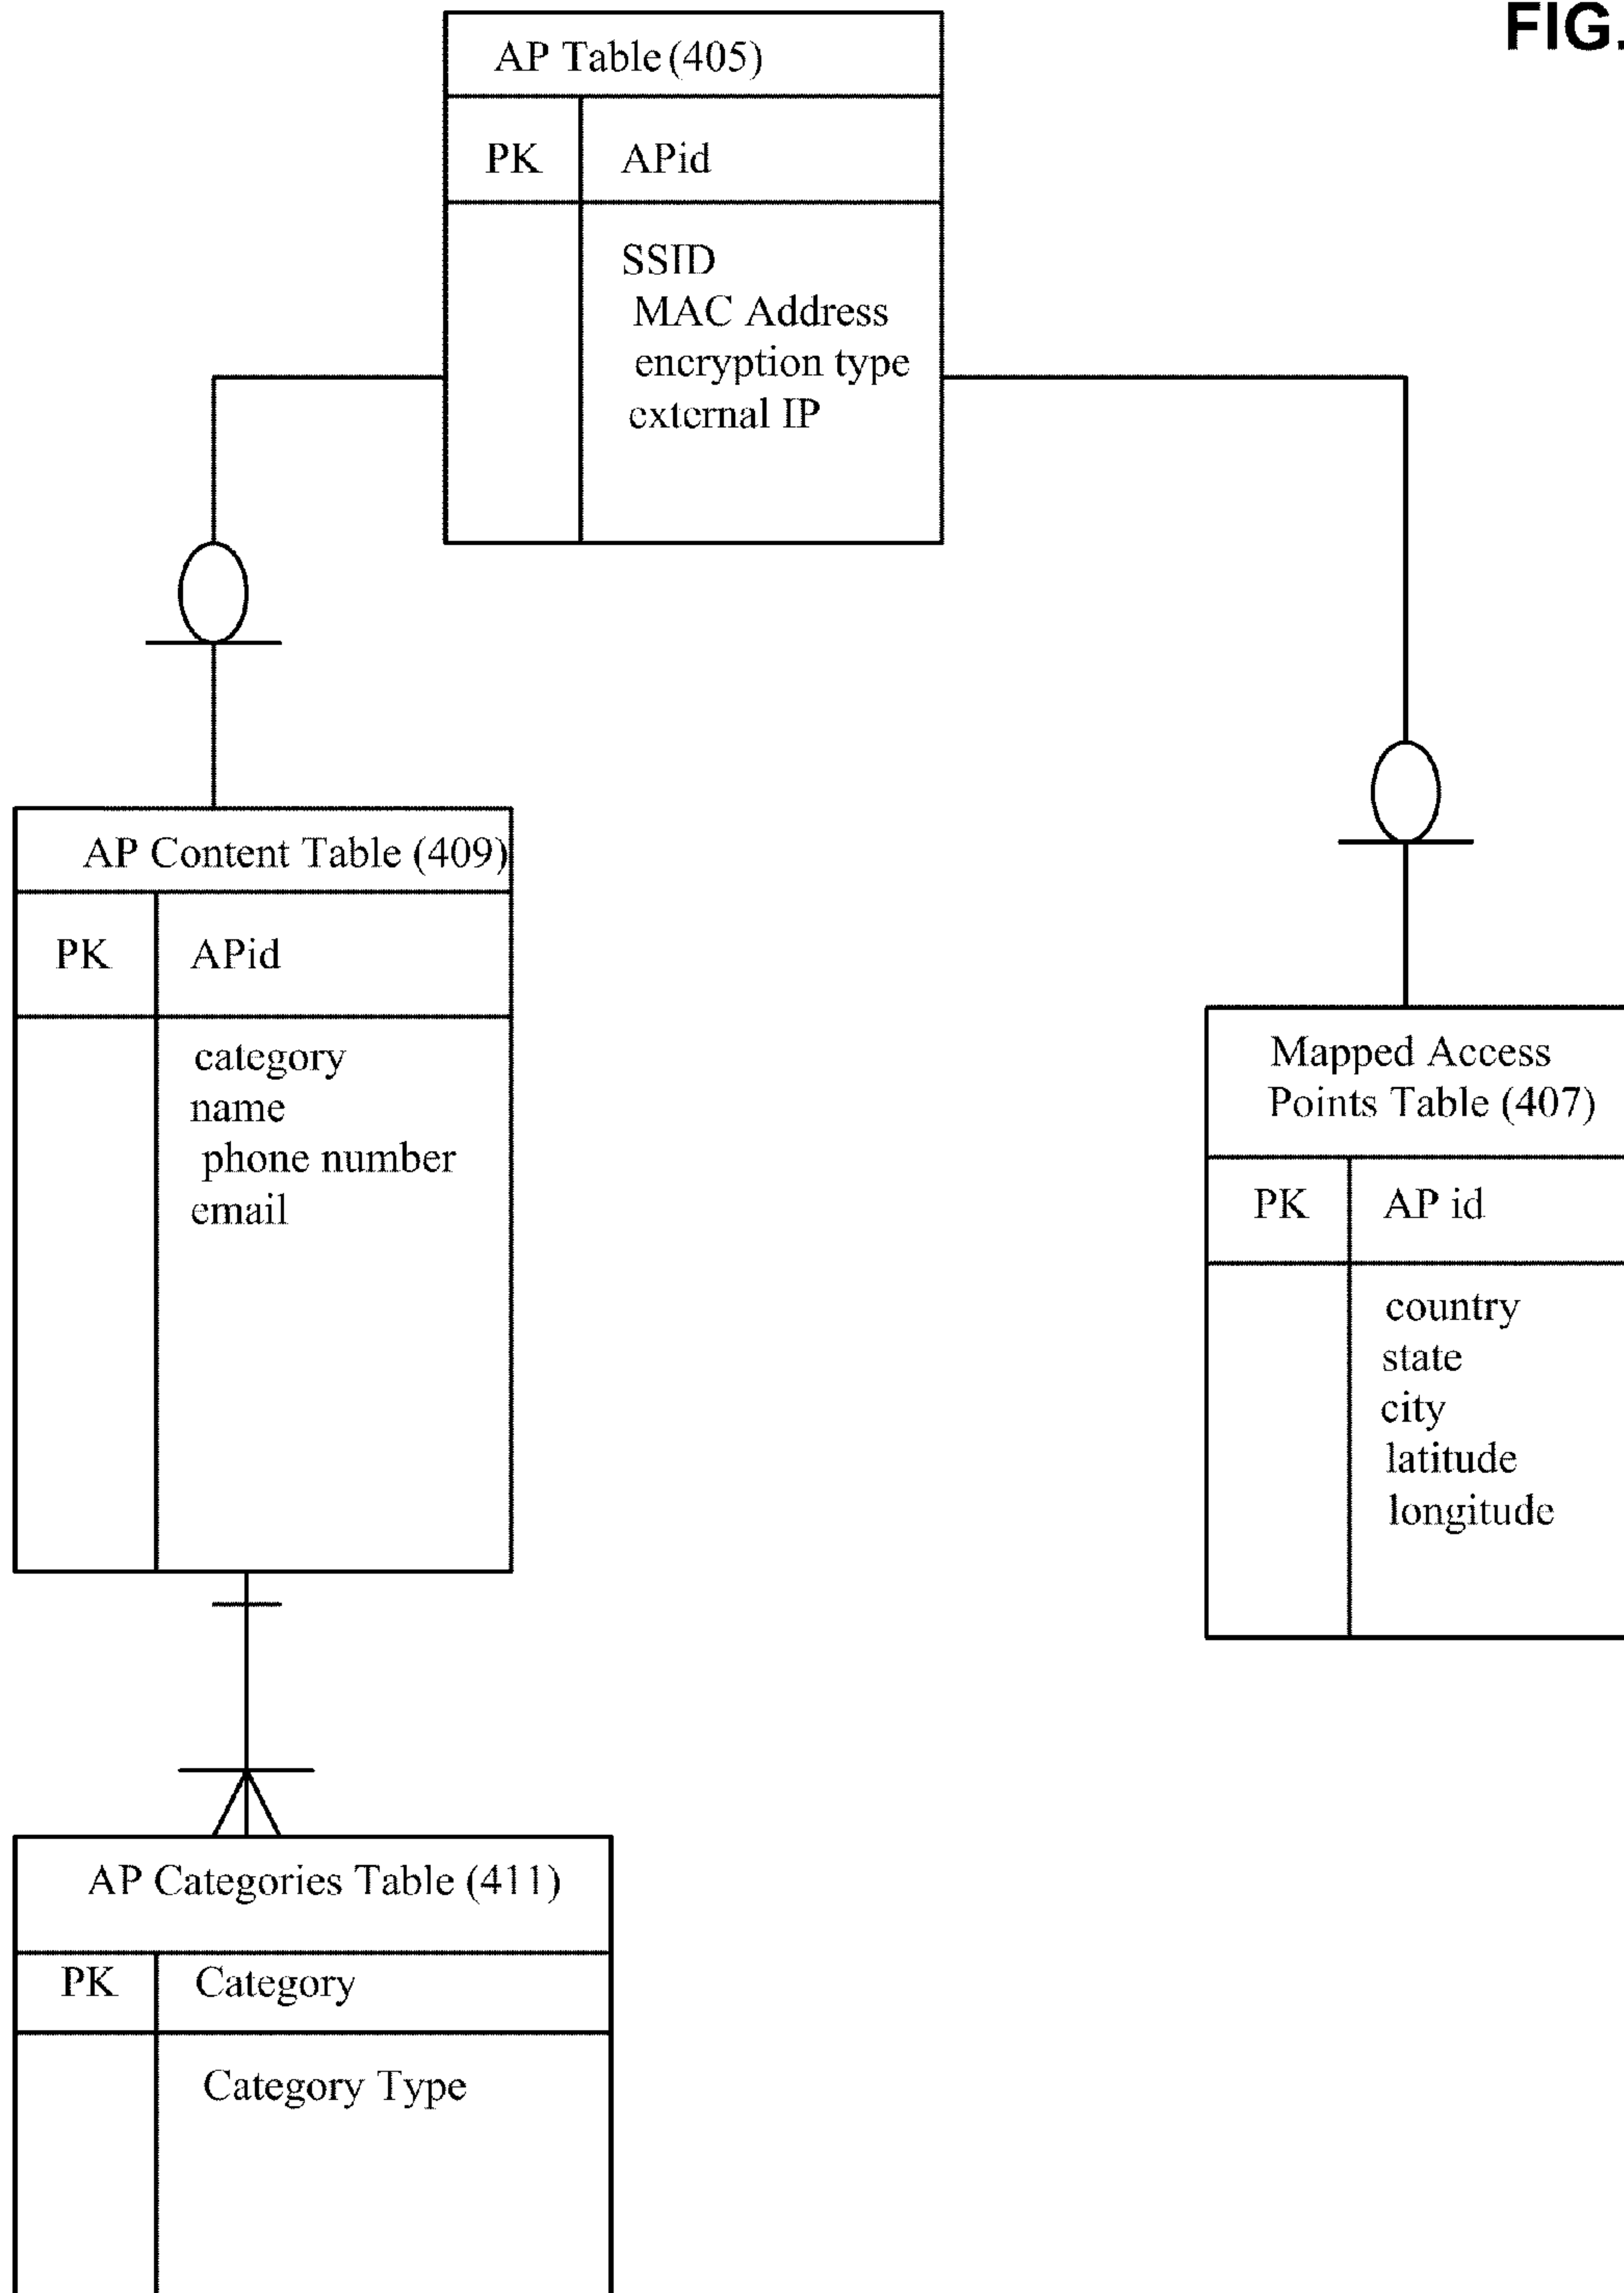 FIG.
AP Table (405)
PK APid
SSID
MAC Address
encryption type
external IP
AP Content Table (409)
PK APid
category
name
phone number
email
Mapped Access
Points Table (407)
PK AP id
country
state
city
latitude
longitude
AP Categories Table (411)
PK Category
Category Type